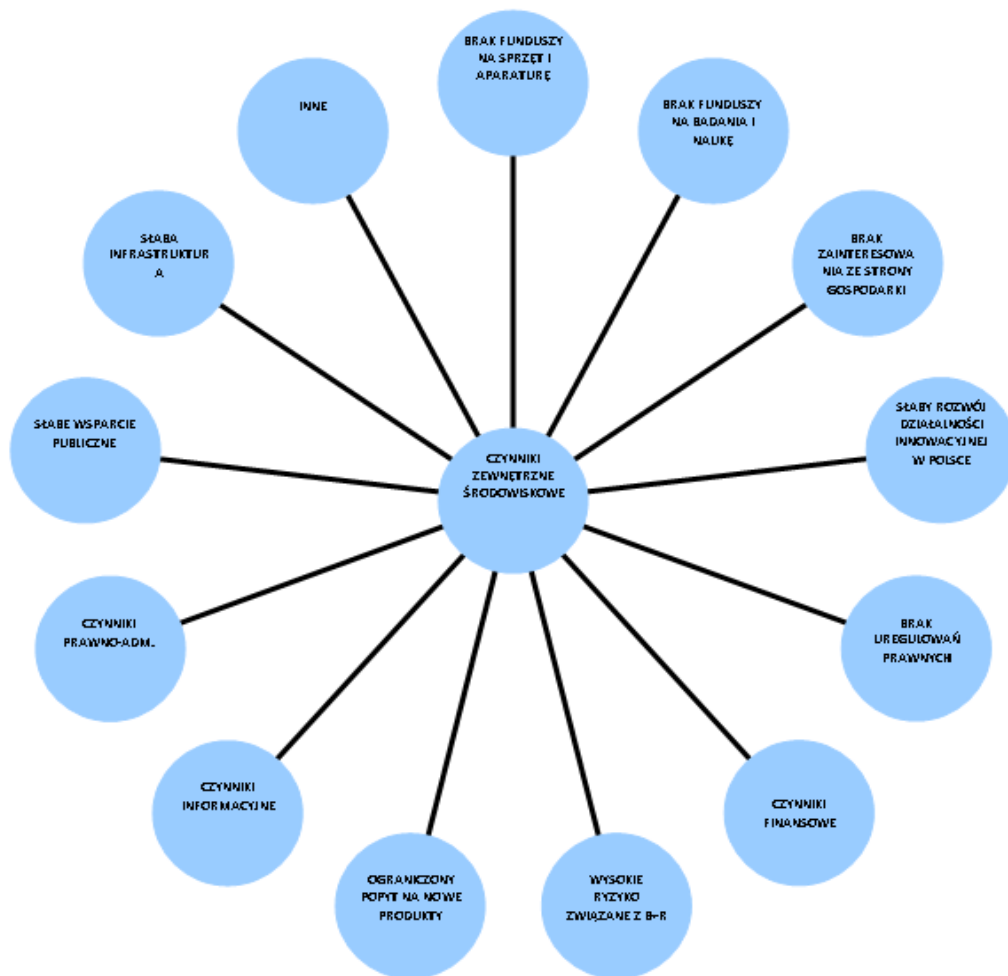 BRAK FUNDUSZY
NA SPRZĘT I
APARATURĘ
BRAK FUNDUSZY
NA BADANIA I
NAUKĘ
BRAK
ZAINTERESOWA
NIA ZE STRONY
GOSPODARKI
SŁABY ROZWÓJ
DZIAŁALNOŚCI
INNOWACYJNEJ
W POLSCE
BRAK
UREGULOWAŃ
PRAWNYCH
CZYNNIKI
FINANSOWE
WYSOKIE
RYZYKO
ZWIĄZANE Z B+R
OGRANICZONY
POPYT NA NOWE
PRODUKTY
CZYNNIKI
INFORMACYJNE
CZYNNIKI
PRAWNO-ADM.
SŁABE WSPARCIE
PUBLICZNE
SŁABA
INFRASTRUKTUR
A
INNE
CZYNNIKI
ZEWNĘTRZNE
ŚRODOWISKOWE